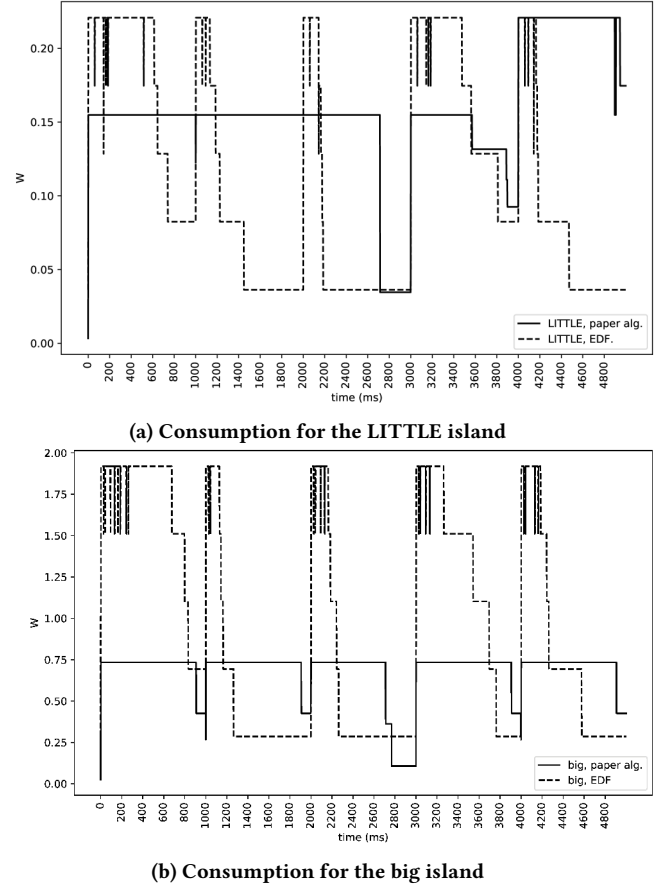 0.20
0.15
0.10
0.05
0.00
W
0 200 400 600 800 1000 1200 1400 1600 1800 2000 2200 2400 2600 2800 3000 3200 3400 3600 3800 4000 4200 4400 4600 4800
time (ms)
LITTLE, paper alg.
LITTLE, EDF.
(a) Consumption for the LITTLE island
2.00
1.75
1.50
1.25
1.00
0.75
0.50
0.25
0.00
W
0 200 400 600 800 1000 1200 1400 1600 1800 2000 2200 2400 2600 2800 3000 3200 3400 3600 3800 4000 4200 4400 4600 4800
time (ms)
big, paper alg.
big, EDF
(b) Consumption for the big island